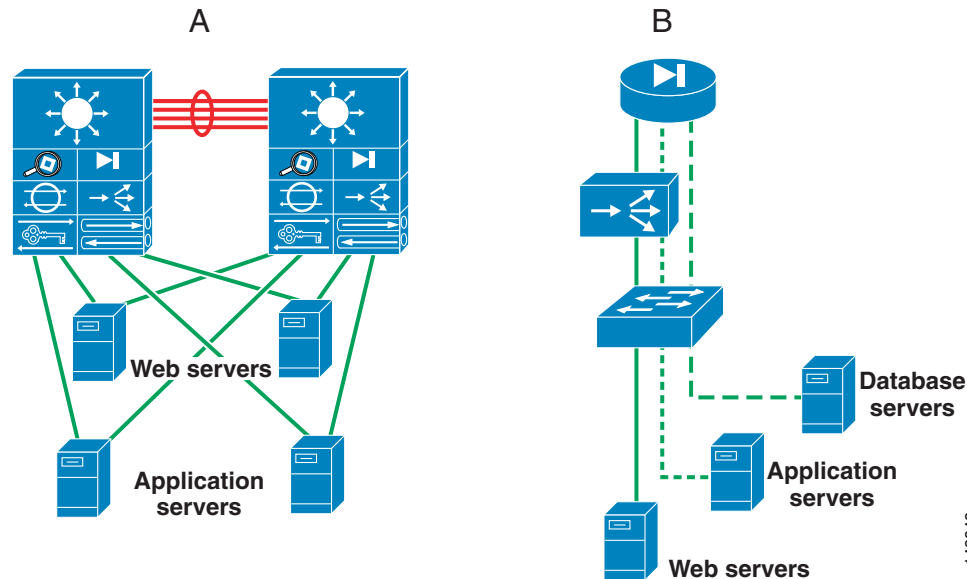 A
B
Web servers
Application
servers
Database
servers
Application
servers
Web servers